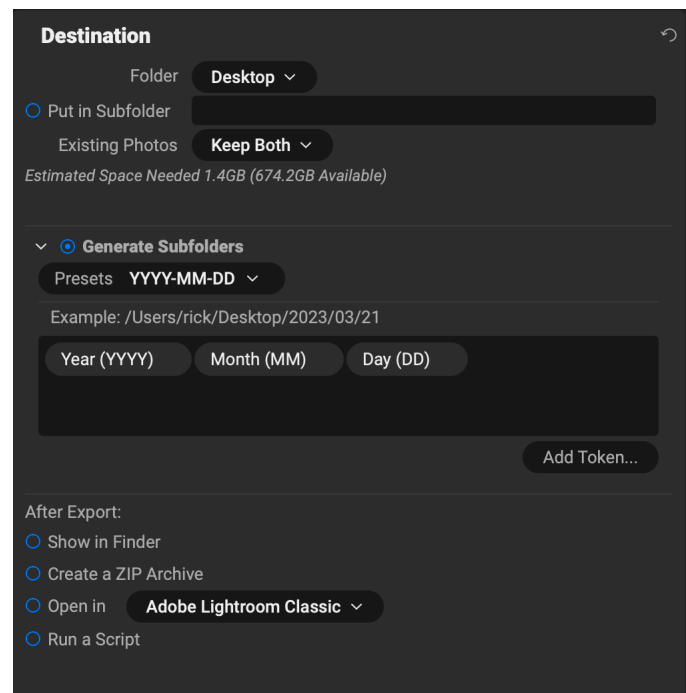 Destination
Folder Desktop
Put in Subfolder
Existing Photos Keep Both
Estimated Space Needed 1.4GB (674.2GB Available)
Generate Subfolders
Presets YYYY-MM-DD
Example: /Users/rick/Desktop/2023/03/21
Year (YYYY) Month (MM) Day (DD)
Add Token...
After Export:
Show in Finder
Create a ZIP Archive
Open in Adobe Lightroom Classic
Run a Script